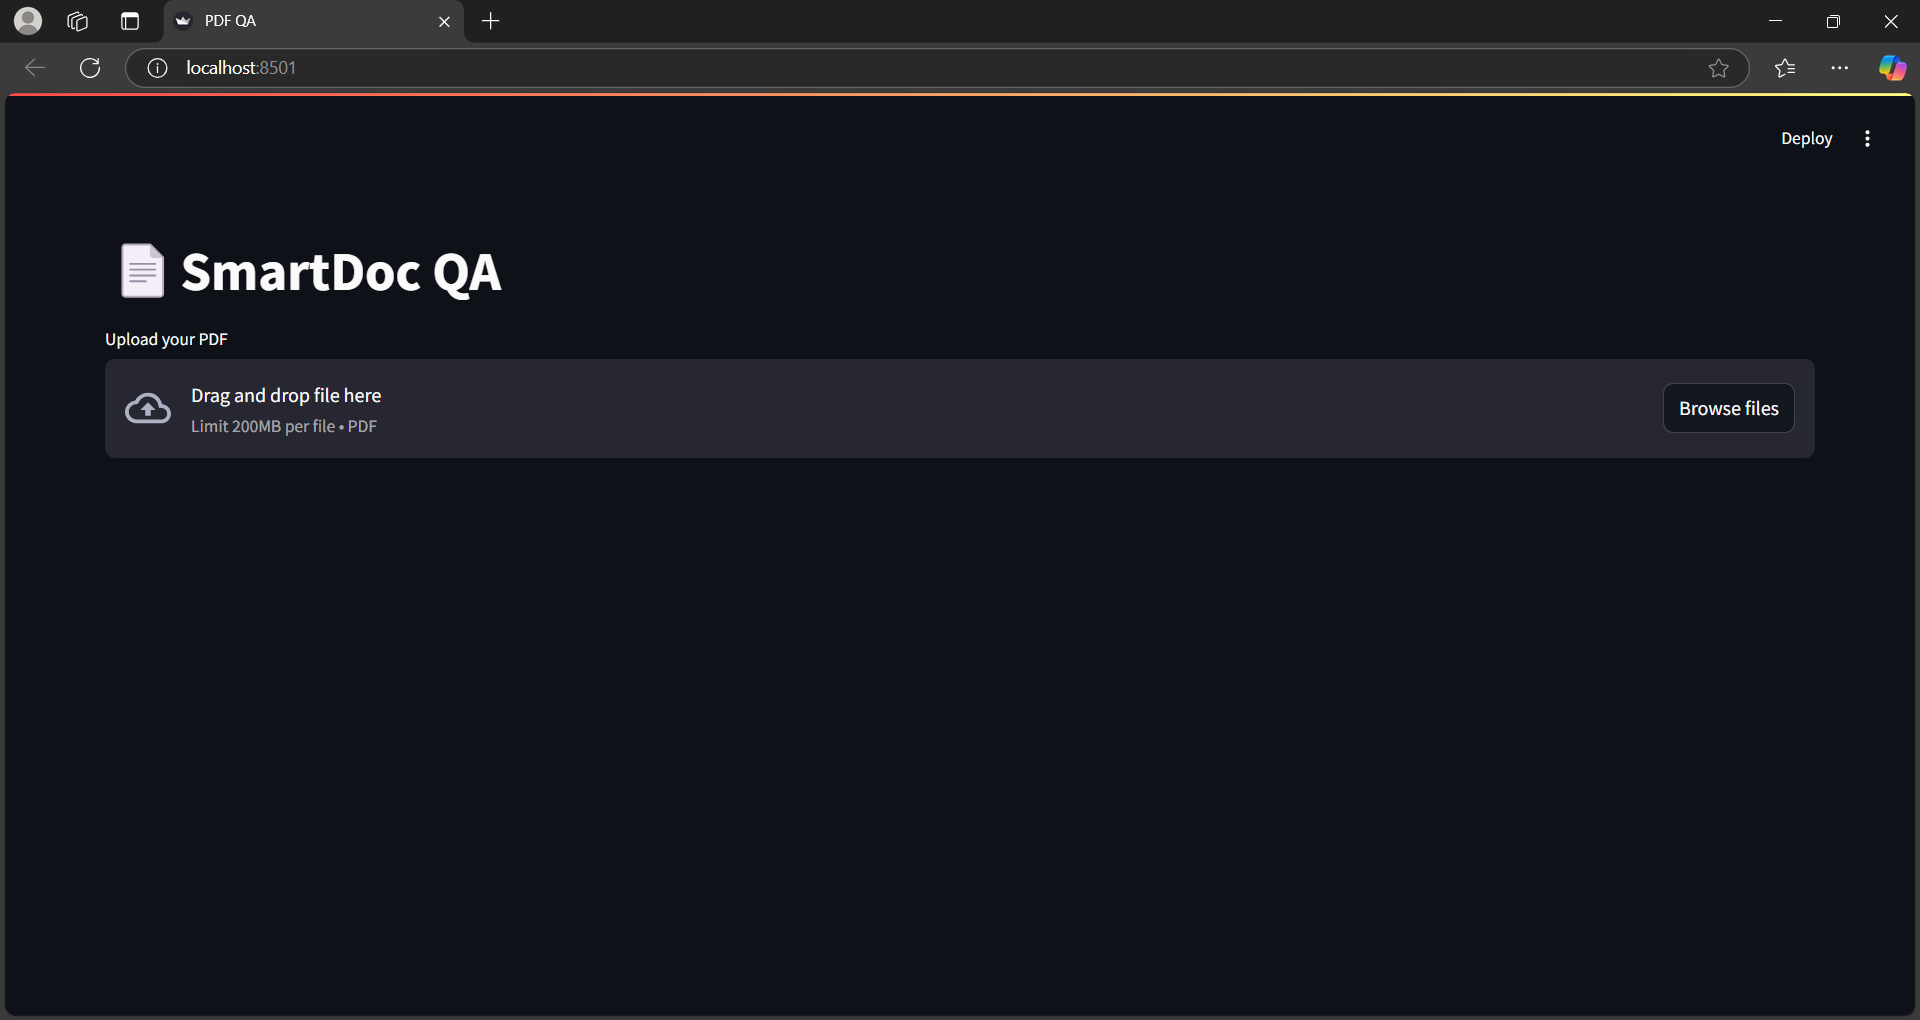 PDF QA
localhost:8501
Deploy
SmartDoc QA
Upload your PDF
Drag and drop file here
Limit 200MB per file • PDF
Browse files